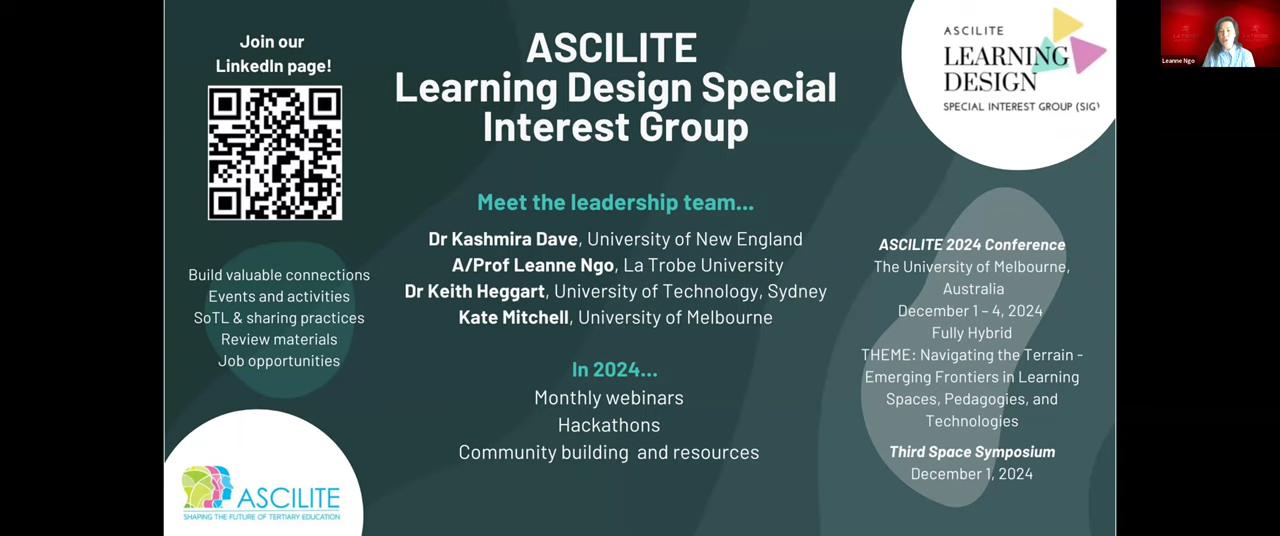 Join our
LinkedIn page!
Build valuable connections
Events and activities
SoTL & sharing practices
Review materials
Job opportunities
ASCILITE
SHAPING THE FUTURE OF TERTIARY EDUCATION
ASCILITE
Learning Design Special
Interest Group
Meet the leadership team...
Dr Kashmira Dave, University of New England
A/Prof Leanne Ngo, La Trobe University
Dr Keith Heggart, University of Technology, Sydney
Kate Mitchell, University of Melbourne
In 2024...
Monthly webinars
Hackathons
Community building and resources
ASCILITE
LEARNING
DESIGN
SPECIAL INTEREST GROUP (SIG)
ASCILITE 2024 Conference
The University of Melbourne,
Australia
December 1 – 4, 2024
Fully Hybrid
THEME: Navigating the Terrain -
Emerging Frontiers in Learning
Spaces, Pedagogies, and
Technologies
Third Space Symposium
December 1, 2024
Leanne Ngo